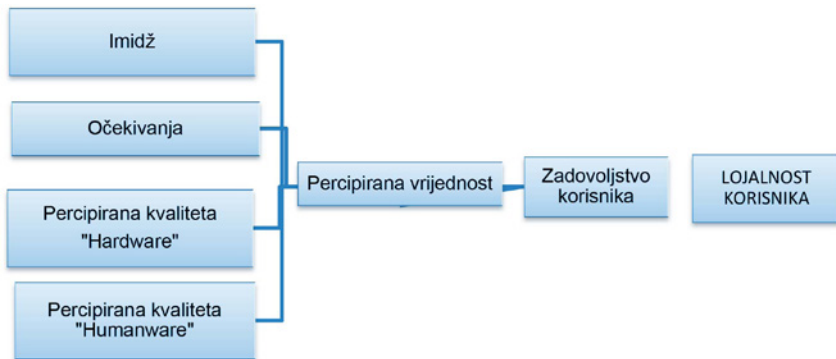 Imidž
Očekivanja
Percipirana kvaliteta
"Hardware"
Percipirana kvaliteta
"Humanware"
Percipirana vrijednost
Zadovoljstvo
korisnika
LOJALNOST
KORISNIKA